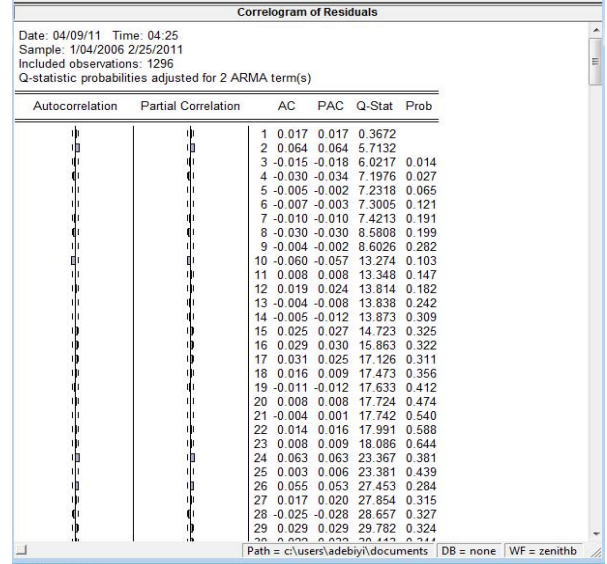 Correlogram of Residuals
Date: 04/09/11 Time: 04:25
Sample: 1/04/2006 2/25/2011
Included observations: 1296
Q-statistic probabilities adjusted for 2 ARMA term(s)
Autocorrelation Partial Correlation AC PAC Q-Stat Prob
1 0.017 0.017 0.3672
2 0.064 0.064 5.7132
3 -0.015 -0.018 6.0217 0.014
4 -0.030 -0.034 7.1976 0.027
5 -0.005 -0.002 7.2318 0.065
6 -0.007 -0.003 7.3005 0.121
7 -0.010 -0.010 7.4213 0.191
8 -0.030 -0.030 8.5808 0.199
9 -0.004 -0.002 8.6026 0.282
10 -0.060 -0.057 13.274 0.103
11 0.008 0.008 13.348 0.147
12 0.019 0.024 13.814 0.182
13 -0.004 -0.008 13.838 0.242
14 -0.005 -0.012 13.873 0.309
15 0.025 0.027 14.723 0.325
16 0.029 0.030 15.863 0.322
17 0.031 0.025 17.126 0.311
18 0.016 0.009 17.473 0.356
19 -0.011 -0.012 17.633 0.412
20 0.008 0.008 17.724 0.474
21 -0.004 0.001 17.742 0.540
22 0.014 0.016 17.991 0.588
23 0.008 0.009 18.086 0.644
24 0.063 0.063 23.367 0.381
25 0.003 0.006 23.381 0.439
26 0.055 0.053 27.453 0.284
27 0.017 0.020 27.854 0.315
28 -0.025 -0.028 28.657 0.327
29 0.029 0.029 29.782 0.324
Path = c:\users\adebiyi\documents DB = none WF = zenithb